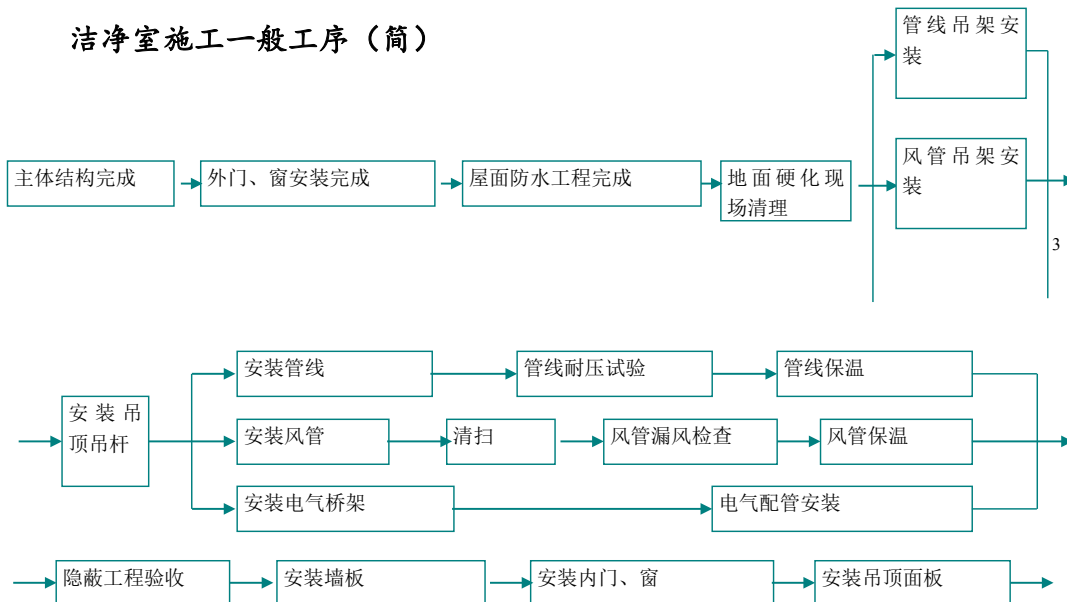 洁净室施工一般工序（简）
管线吊架安
装
主体结构完成
外门、窗安装完成
屋面防水工程完成
地面硬化现
场清理
风管吊架安
装
3
安装吊
顶吊杆
安装管线
管线耐压试验
管线保温
安装风管
清扫
风管漏风检查
风管保温
安装电气桥架
电气配管安装
隐蔽工程验收
安装墙板
安装内门、窗
安装吊顶面板